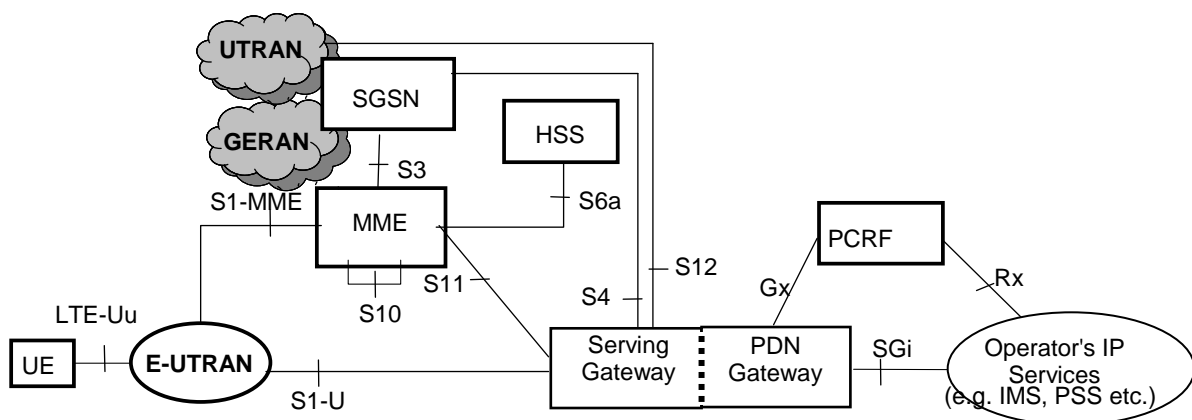 UTRAN
SGSN
HSS
GERAN
S3
S1-MME
S6a
MME
PCRF
S12
S11
Gx
Rx
S4
S10
LTE-Uu
Serving
Gateway
PDN
Gateway
SGi
Operator's IP
Services
(e.g. IMS, PSS etc.)
UE
E-UTRAN
S1-U